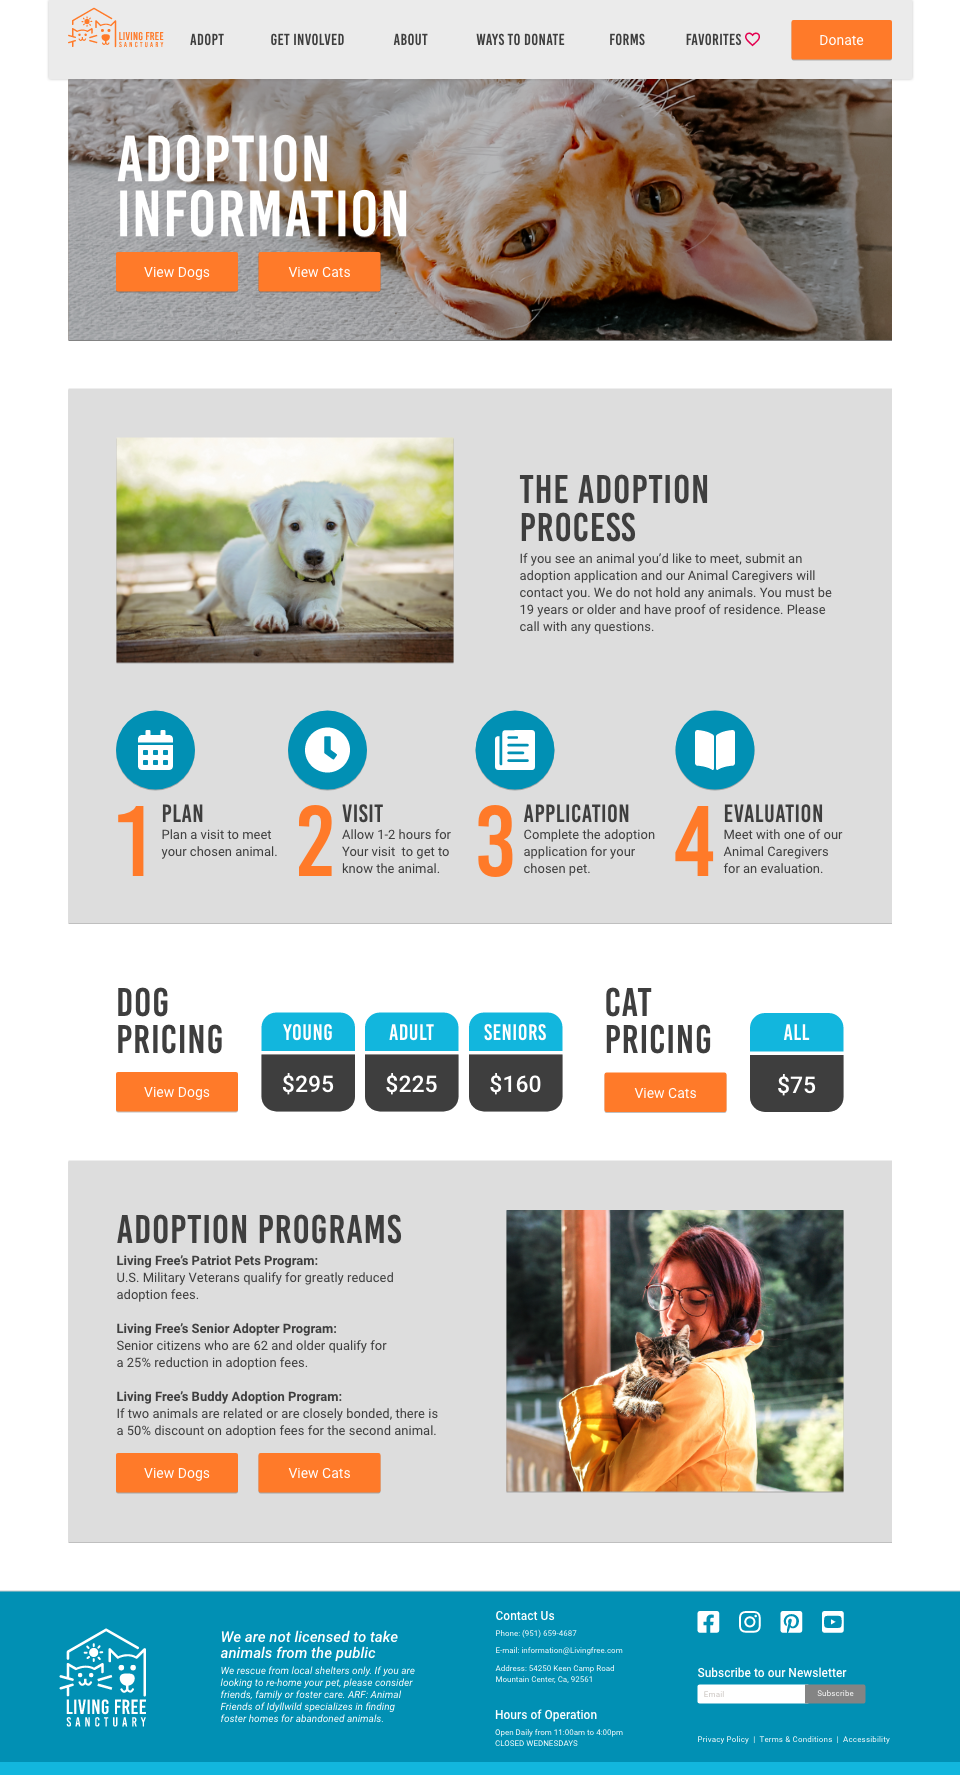 LIVING FREE
SANCTUARY
ADOPT
GET INVOLVED
ABOUT
WAYS TO DONATE
FORMS
FAVORITES
Donate
ADOPTION
INFORMATION
View Dogs
View Cats
THE ADOPTION
PROCESS
If you see an animal you’d like to meet, submit an
adoption application and our Animal Caregivers will
contact you. We do not hold any animals. You must be
19 years or older and have proof of residence. Please
call with any questions.
1
PLAN
Plan a visit to meet
your chosen animal.
2
VISIT
Allow 1-2 hours for
Your visit to get to
know the animal.
3
APPLICATION
Complete the adoption
application for your
chosen pet.
4
EVALUATION
Meet with one of our
Animal Caregivers
for an evaluation.
DOG
PRICING
View Dogs
YOUNG
$295
ADULT
$225
SENIORS
$160
CAT
PRICING
View Cats
ALL
$75
ADOPTION PROGRAMS
Living Free’s Patriot Pets Program:
U.S. Military Veterans qualify for greatly reduced
adoption fees.
Living Free’s Senior Adopter Program:
Senior citizens who are 62 and older qualify for
a 25% reduction in adoption fees.
Living Free’s Buddy Adoption Program:
If two animals are related or are closely bonded, there is
a 50% discount on adoption fees for the second animal.
View Dogs
View Cats
LIVING FREE
SANCTUARY
We are not licensed to take
animals from the public
We rescue from local shelters only. If you are
looking to re-home your pet, please consider
friends, family or foster care. ARF: Animal
Friends of Idyllwild specializes in finding
foster homes for abandoned animals.
Contact Us
Phone: (951) 659-4687
E-mail: information@Livingfree.com
Address: 54250 Keen Camp Road
Mountain Center, Ca, 92561
Hours of Operation
Open Daily from 11:00am to 4:00pm
CLOSED WEDNESDAYS
Subscribe to our Newsletter
Email
Subscribe
Privacy Policy | Terms & Conditions | Accessibility